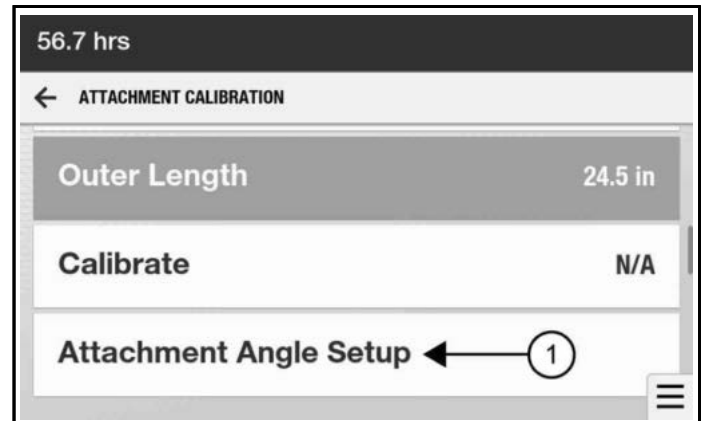 56.7 hrs
ATTACHMENT CALIBRATION
Outer Length 24.5 in
Calibrate N/A
Attachment Angle Setup 1